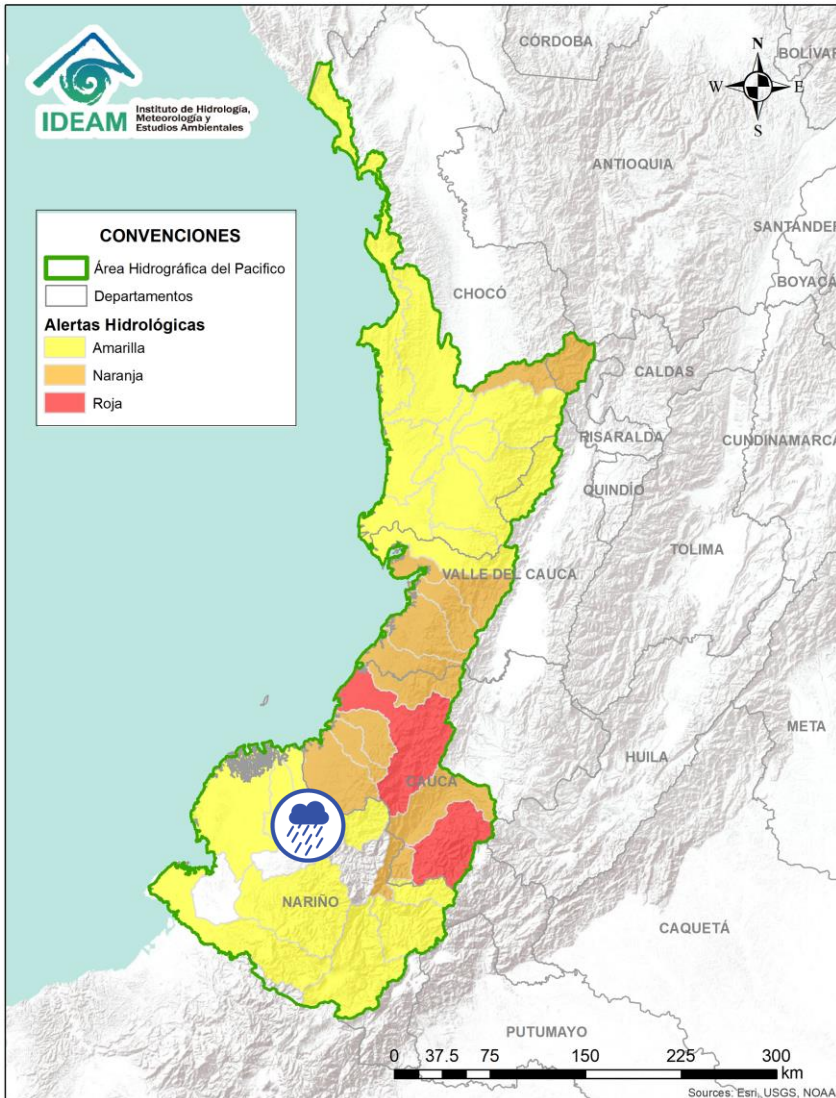 IDEAM
Instituto de Hidrología,
Meteorología y
Estudios Ambientales
CÓRDOBA
BOLÍVAR
N
W
E
S
ANTIOQUIA
CONVENCIONES
Área Hidrográfica del Pacifico
Departamentos
Alertas Hidrológicas
Amarilla
Naranja
Roja
SANTANDER
BOYACÁ
CHOCÓ
CALDAS
RISARALDA
CUNDINAMARCA
QUINDÍO
TOLIMA
VALLE DEL CAUCA
META
HUILA
CAUCA
NARIÑO
CAQUETÁ
PUTUMAYO
0 37.5 75 150 225 300
km
Sources: Esri, USGS, NOAA